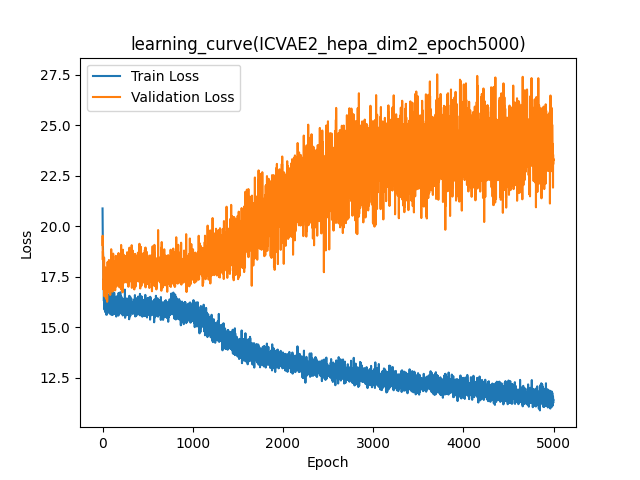 learning_curve(ICVAE2_hepa_dim2_epoch5000)
Train Loss
Validation Loss
27.5
25.0
22.5
20.0
17.5
15.0
12.5
Loss
0
1000
2000
3000
4000
5000
Epoch